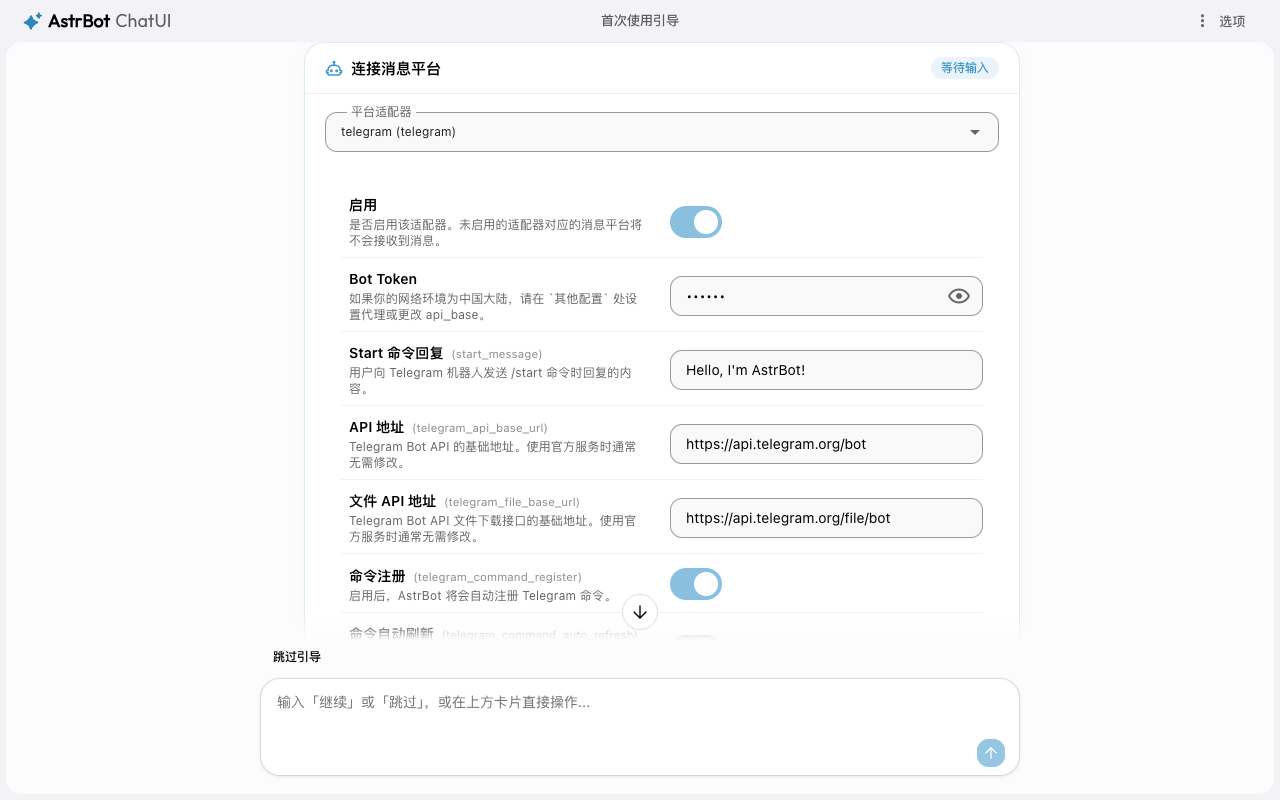 AstrBot ChatUI
首次使用引导
选项
连接消息平台
等待输入
平台适配器
telegram (telegram)
启用
是否启用该适配器。未启用的适配器对应的消息平台将
不会接收到消息。
Bot Token
如果你的网络环境为中国大陆，请在 `其他配置` 处设
置代理或更改 api_base。
••••••
Start 命令回复 (start_message)
用户向 Telegram 机器人发送 /start 命令时回复的内
容。
Hello, I'm AstrBot!
API 地址 (telegram_api_base_url)
Telegram Bot API 的基础地址。使用官方服务时通常
无需修改。
https://api.telegram.org/bot
文件 API 地址 (telegram_file_base_url)
Telegram Bot API 文件下载接口的基础地址。使用官
方服务时通常无需修改。
https://api.telegram.org/file/bot
命令注册 (telegram_command_register)
启用后，AstrBot 将会自动注册 Telegram 命令。
命令自动刷新 (telegram_command_auto_refresh)
跳过引导
输入「继续」或「跳过」，或在上方卡片直接操作...